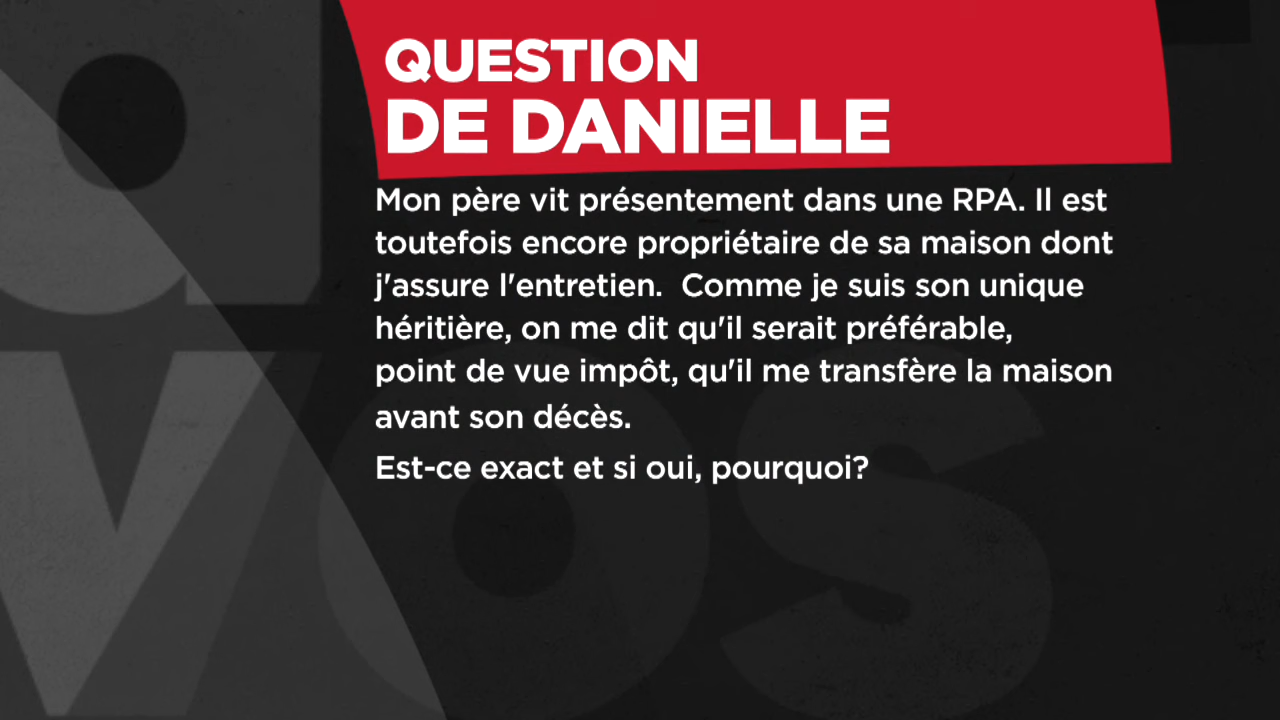 QUESTION
DE DANIELLE
Mon père vit présentement dans une RPA. Il est
toutefois encore propriétaire de sa maison dont
j'assure l'entretien.  Comme je suis son unique
héritière, on me dit qu'il serait préférable,
point de vue impôt, qu'il me transfère la maison
avant son décès.
Est-ce exact et si oui, pourquoi?